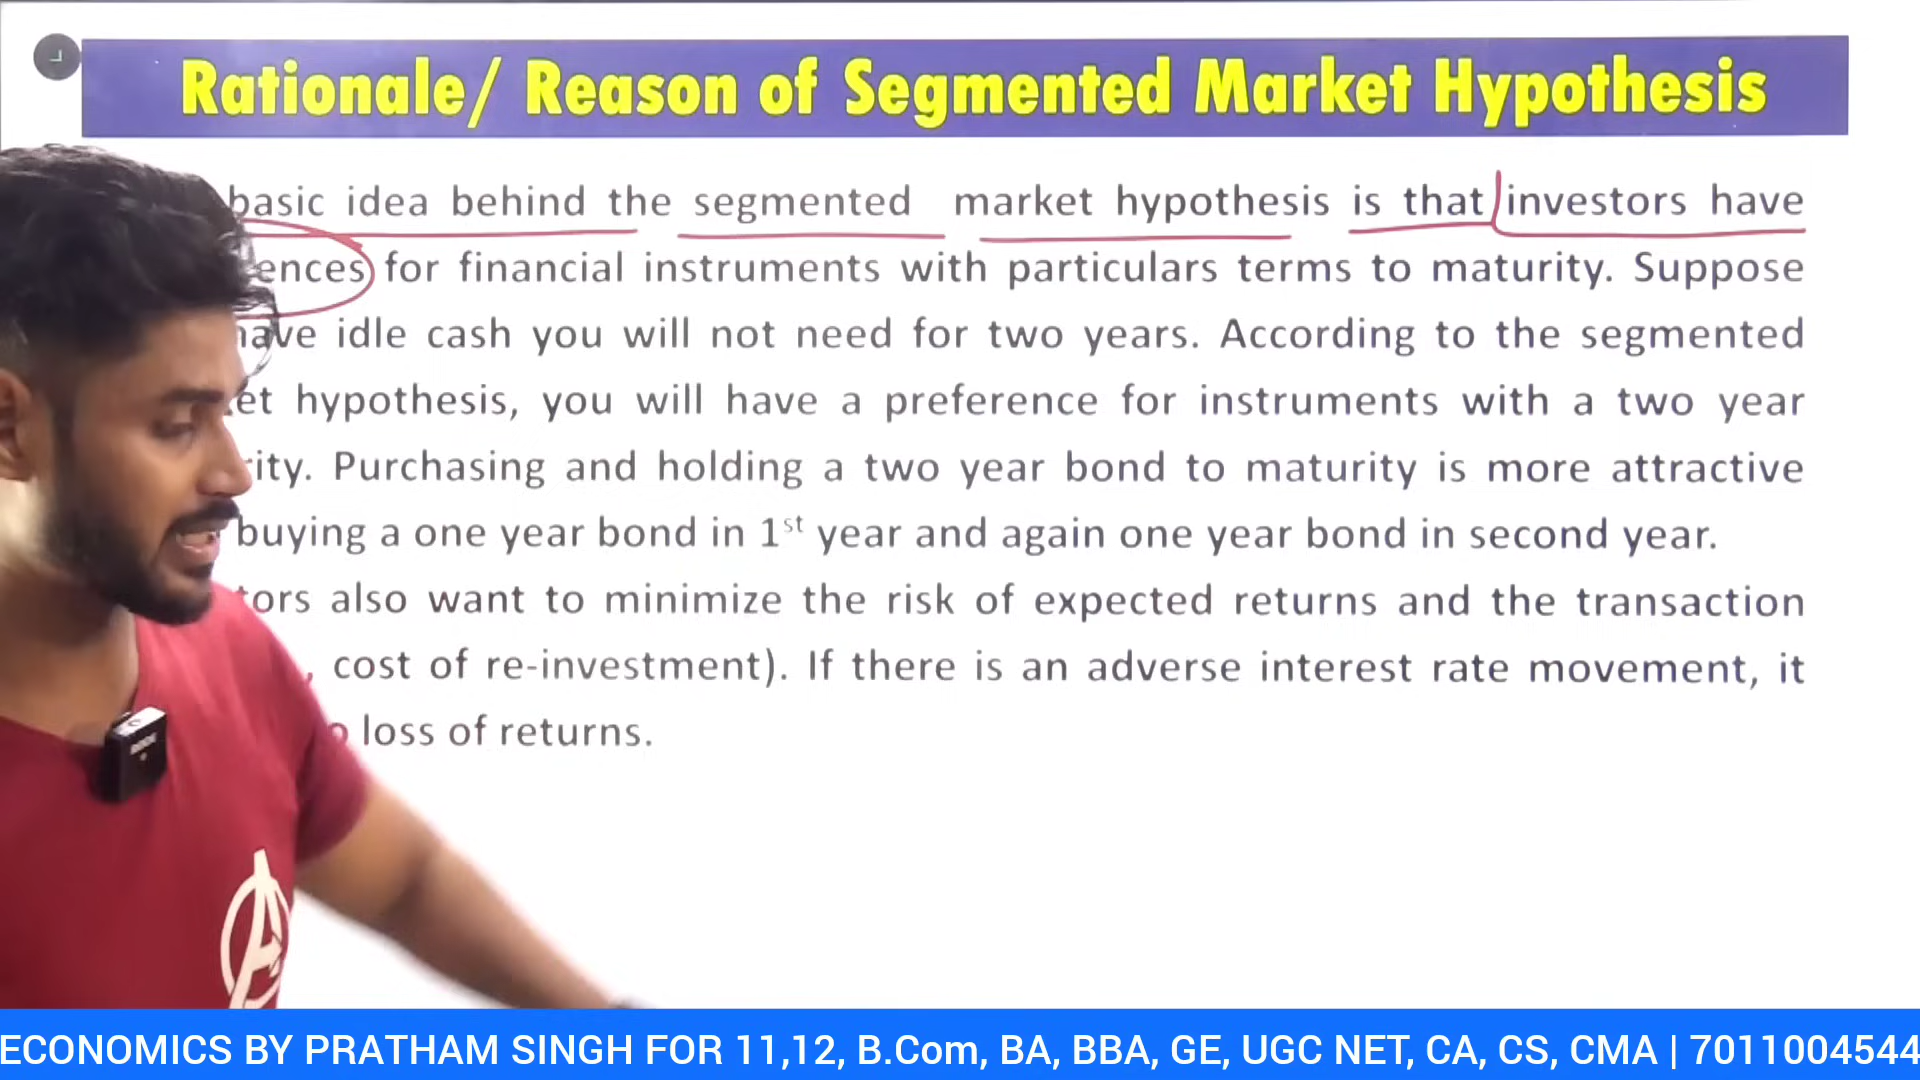 Rationale/ Reason of Segmented Market Hypothesis
basic idea behind the segmented market hypothesis is that investors have
for financial instruments with particulars terms to maturity. Suppose
have idle cash you will not need for two years. According to the segmented
hypothesis, you will have a preference for instruments with a two year
Purchasing and holding a two year bond to maturity is more attractive
buying a one year bond in 1st year and again one year bond in second year.
also want to minimize the risk of expected returns and the transaction
cost of re-investment). If there is an adverse interest rate movement, it
loss of returns.
ECONOMICS BY PRATHAM SINGH FOR 11,12, B.Com, BA, BBA, GE, UGC NET, CA, CS, CMA | 7011004544